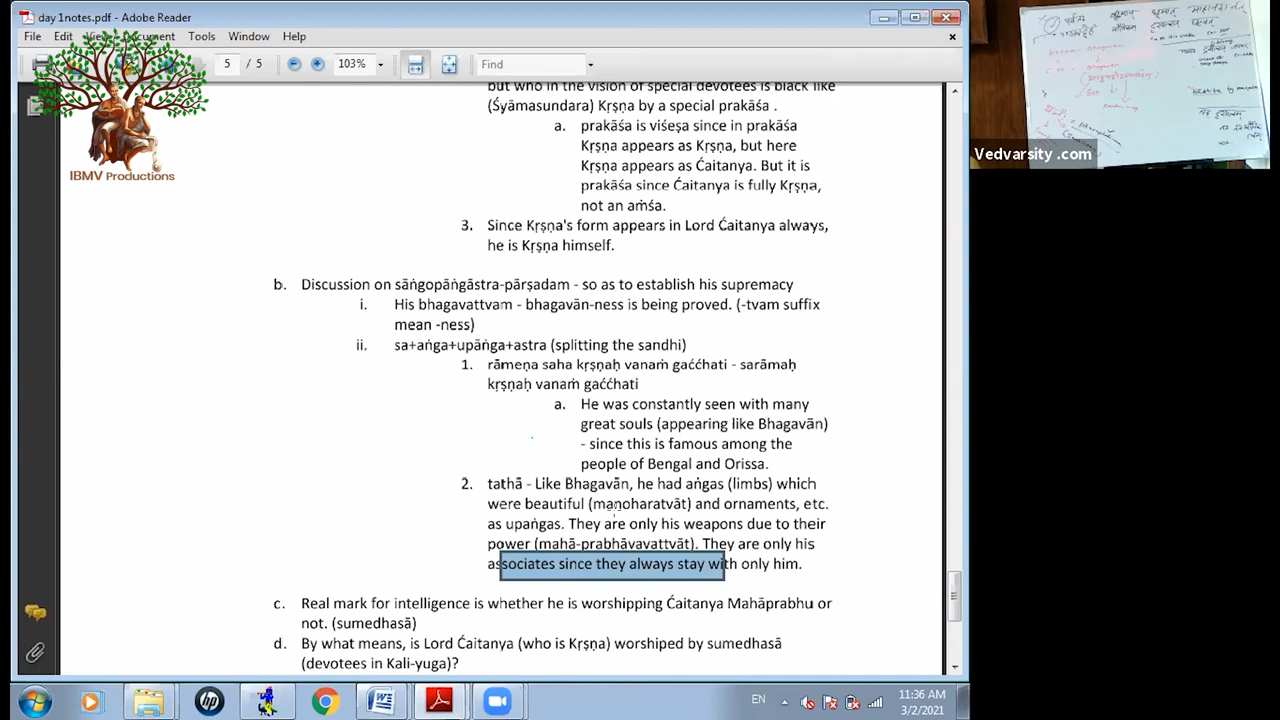 day 1notes.pdf - Adobe Reader
File Edit View Document Tools Window Help
5 / 5 103% Find
IBMV Productions
but who in the vision of special devotees is black like
(Śyāmasundara) Kṛṣṇa by a special prakāśa .
a. prakāśa is viśeṣa since in prakāśa
Kṛṣṇa appears as Kṛṣṇa, but here
Kṛṣṇa appears as Ćaitanya. But it is
prakāśa since Ćaitanya is fully Kṛṣṇa,
not an aṁśa.
3. Since Kṛṣṇa's form appears in Lord Ćaitanya always,
he is Kṛṣṇa himself.
b. Discussion on sāṅgopāṅgāstra-pārṣadam - so as to establish his supremacy
i. His bhagavattvam - bhagavān-ness is being proved. (-tvam suffix
mean -ness)
ii. sa+aṅga+upāṅga+astra (splitting the sandhi)
1. rāmeṇa saha kṛṣṇaḥ vanaṁ gaććhati - sarāmaḥ
kṛṣṇaḥ vanaṁ gaććhati
a. He was constantly seen with many
great souls (appearing like Bhagavān)
- since this is famous among the
people of Bengal and Orissa.
2. tathā - Like Bhagavān, he had aṅgas (limbs) which
were beautiful (maṇoharatvāt) and ornaments, etc.
as upaṅgas. They are only his weapons due to their
power (mahā-prabhāvavattvāt). They are only his
associates since they always stay with only him.
c. Real mark for intelligence is whether he is worshipping Ćaitanya Mahāprabhu or
not. (sumedhasā)
d. By what means, is Lord Ćaitanya (who is Kṛṣṇa) worshiped by sumedhasā
(devotees in Kali-yuga)?
Vedvarsity .com
EN
11:36 AM
3/2/2021